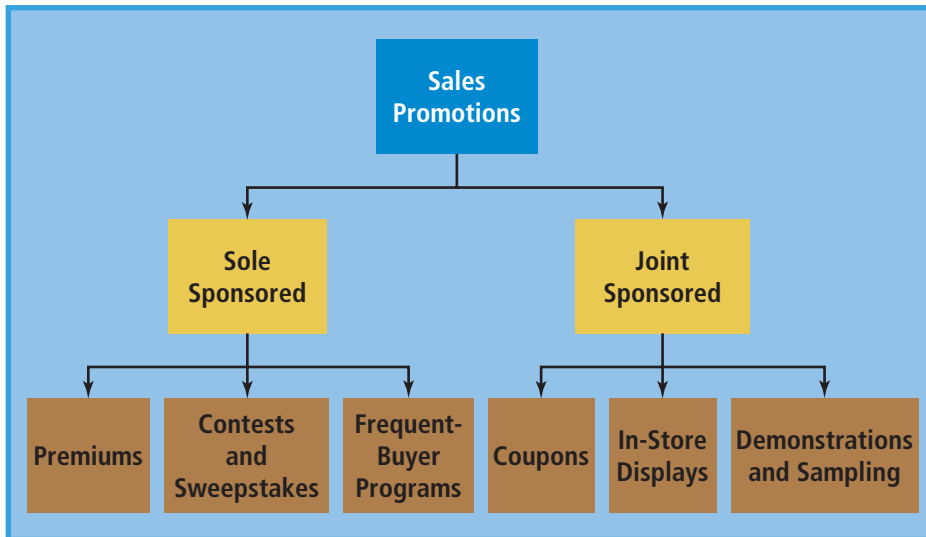 Sales
Promotions
Sole
Sponsored
Joint
Sponsored
Premiums
Contests
and
Sweepstakes
Frequent-
Buyer
Programs
Coupons
In-Store
Displays
Demonstrations
and Sampling